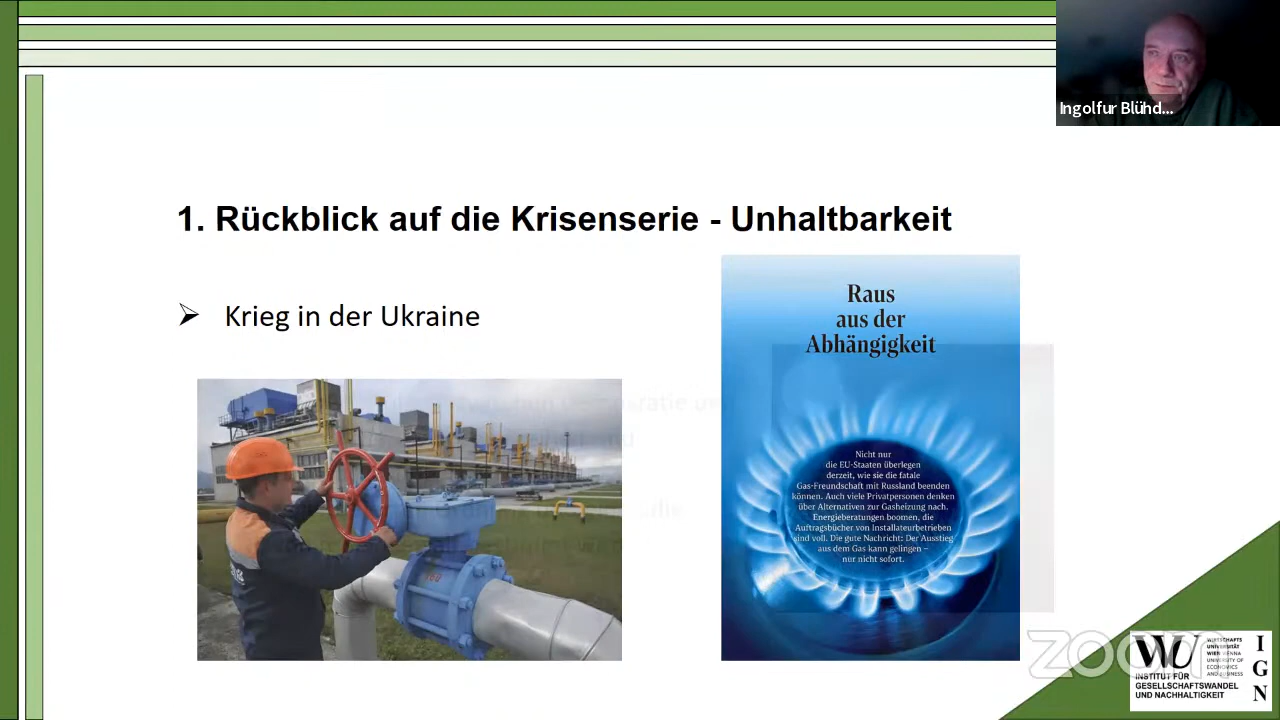 Ingolfur Blühd...
1. Rückblick auf die Krisenserie - Unhaltbarkeit
➢ Krieg in der Ukraine
Raus
aus der
Abhängigkeit
Nicht nur
die EU-Staaten überlegen
derzeit, wie sie die fatale
Gas-Freundschaft mit Russland beenden
können. Auch viele Privatpersonen denken
über Alternativen zur Gasheizung nach.
Energieberatungen boomen, die
Auftragsbücher von Installateurbetrieben
sind voll. Die gute Nachricht: Der Ausstieg
aus dem Gas kann gelingen –
nur nicht sofort.
zoom
WU
WIRTSCHAFTS
UNIVERSITÄT
WIEN VIENNA
UNIVERSITY OF
ECONOMICS
AND BUSINESS
INSTITUT FÜR
GESELLSCHAFTSWANDEL
UND NACHHALTIGKEIT
I
G
N